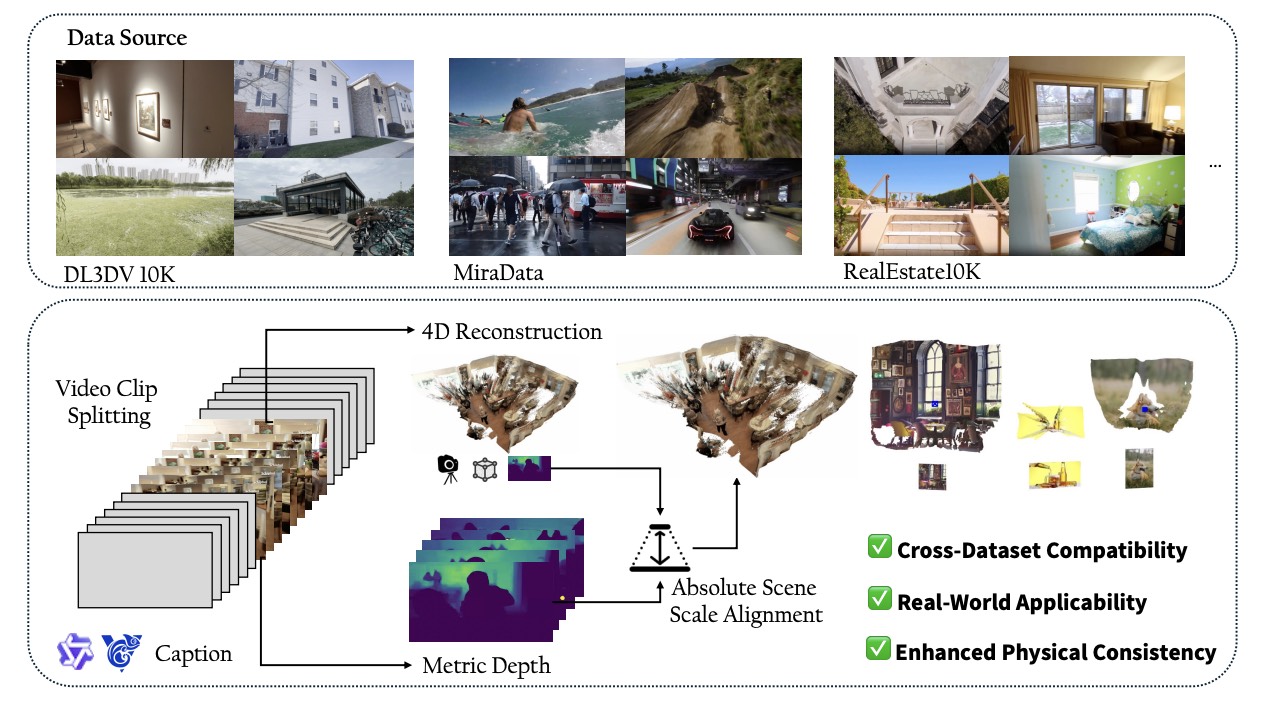 Data Source
DL3DV 10K
MiraData
RealEstate10K
...
4D Reconstruction
Video Clip
Splitting
Absolute Scene
Scale Alignment
Caption
Metric Depth
Cross-Dataset Compatibility
Real-World Applicability
Enhanced Physical Consistency